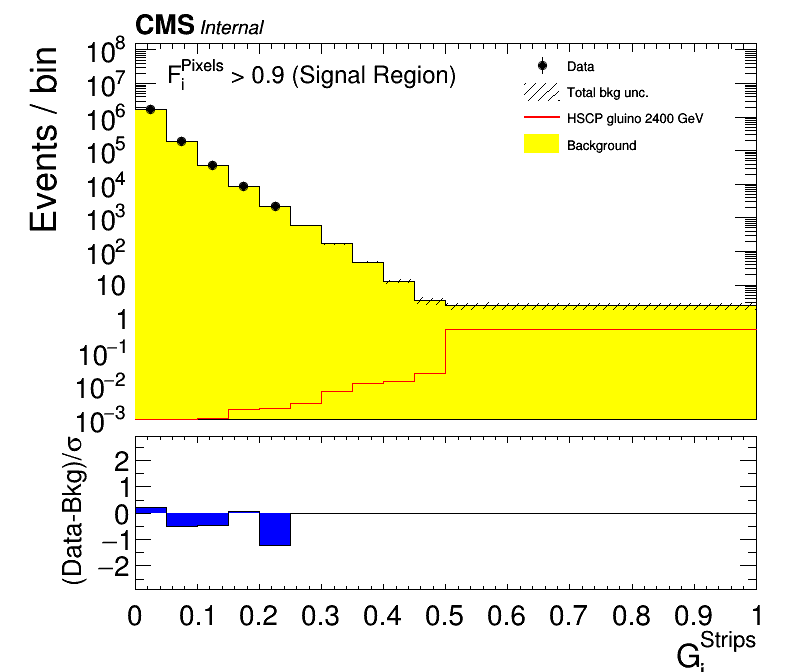 CMS Internal
Events / bin
10^8
10^7
10^6
10^5
10^4
10^3
10^2
10
1
10^−1
10^−2
10^−3
F_i^Pixels > 0.9 (Signal Region)
Data
Total bkg unc.
HSCP gluino 2400 GeV
Background
(Data-Bkg)/σ
2
1
0
−1
−2
0 0.1 0.2 0.3 0.4 0.5 0.6 0.7 0.8 0.9 1
G_i^Strips